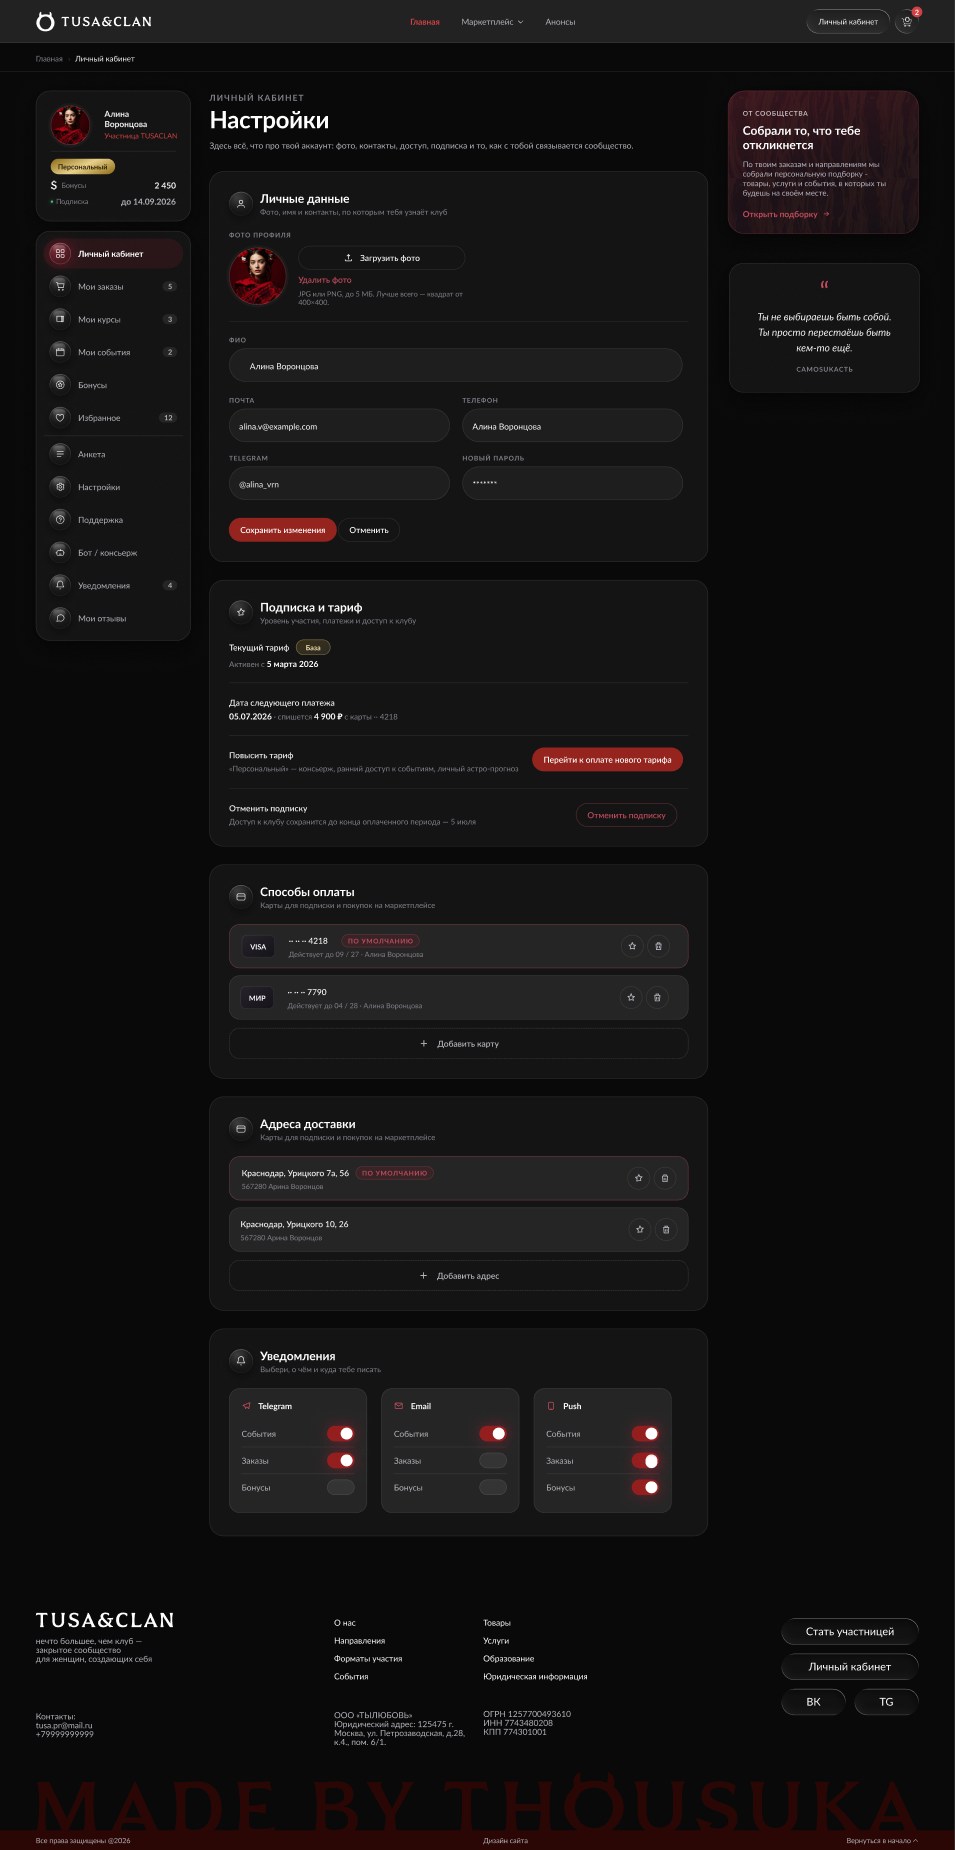 TUSA&CLAN
Главная
Маркетплейс
Анонсы
Личный кабинет
2
Главная
Личный кабинет
Алина
Воронцова
Участница TUSACLAN
Персональный
$ Бонусы
2 450
• Подписка
до 14.09.2026
Личный кабинет
Мои заказы
5
Мои курсы
3
Мои события
2
Бонусы
Избранное
12
Анкета
Настройки
Поддержка
Бот / консьерж
Уведомления
4
Мои отзывы
ЛИЧНЫЙ КАБИНЕТ
Настройки
Здесь всё, что про твой аккаунт: фото, контакты, доступ, подписка и то, как с тобой связывается сообщество.
Личные данные
Фото, имя и контакты, по которым тебя узнаёт клуб
ФОТО ПРОФИЛЯ
Загрузить фото
Удалить фото
JPG или PNG, до 5 МБ. Лучше всего — квадрат от
400×400.
ФИО
Алина Воронцова
ПОЧТА
ТЕЛЕФОН
alina.v@example.com
Алина Воронцова
TELEGRAM
НОВЫЙ ПАРОЛЬ
@alina_vrn
*******
Сохранить изменения
Отменить
Подписка и тариф
Уровень участия, платежи и доступ к клубу
Текущий тариф
База
Активен с 5 марта 2026
Дата следующего платежа
05.07.2026 · спишется 4 900 ₽ с карты ·· 4218
Повысить тариф
«Персональный» — консьерж, ранний доступ к событиям, личный астро-прогноз
Перейти к оплате нового тарифа
Отменить подписку
Доступ к клубу сохранится до конца оплаченного периода — 5 июля
Отменить подписку
Способы оплаты
Карты для подписки и покупок на маркетплейсе
VISA
·· ·· ·· 4218
ПО УМОЛЧАНИЮ
Действует до 09 / 27 · Алина Воронцова
МИР
·· ·· ·· 7790
Действует до 04 / 28 · Алина Воронцова
+ Добавить карту
Адреса доставки
Карты для подписки и покупок на маркетплейсе
Краснодар, Урицкого 7а, 56
ПО УМОЛЧАНИЮ
567280 Арина Воронцов
Краснодар, Урицкого 10, 26
567280 Арина Воронцов
+ Добавить адрес
Уведомления
Выбери, о чём и куда тебе писать
Telegram
События
Заказы
Бонусы
Email
События
Заказы
Бонусы
Push
События
Заказы
Бонусы
ОТ СООБЩЕСТВА
Собрали то, что тебе
откликнется
По твоим заказам и направлениям мы
собрали персональную подборку -
товары, услуги и события, в которых ты
будешь на своём месте.
Открыть подборку →
“
Ты не выбираешь быть собой.
Ты просто перестаёшь быть
кем-то ещё.
САМОЗUКАСТЬ
TUSA&CLAN
нечто большее, чем клуб —
закрытое сообщество
для женщин, создающих себя
Контакты:
tusa.pr@mail.ru
+79999999999
О нас
Направления
Форматы участия
События
Товары
Услуги
Образование
Юридическая информация
ООО «ТЫЛЮБОВЬ»
Юридический адрес: 125475 г.
Москва, ул. Петрозаводская, д.28,
к.4., пом. 6/1.
ОГРН 1257700493610
ИНН 7743480208
КПП 774301001
Стать участницей
Личный кабинет
ВК
TG
MADE BY THOUSUKA
Все права защищены @2026
Дизайн сайта
Вернуться в начало ^